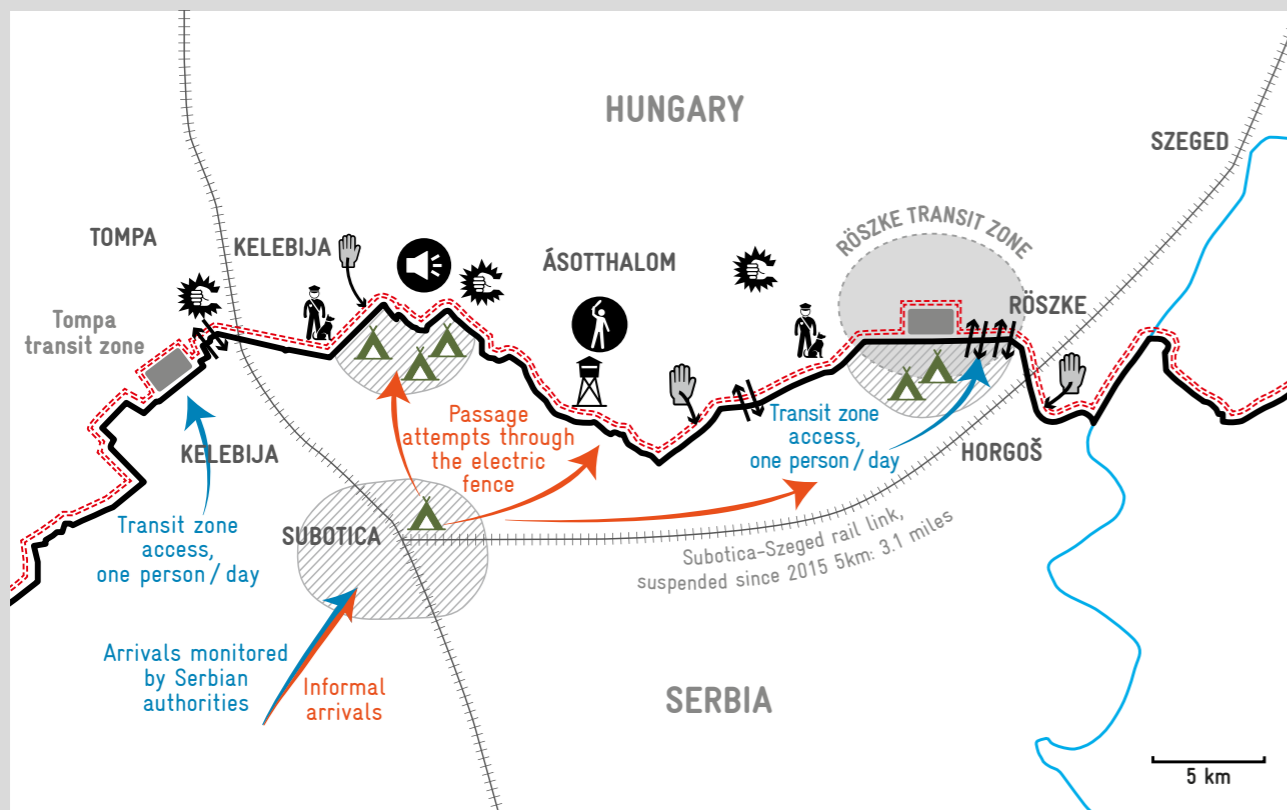 HUNGARY
SZEGED
RÖSZKE TRANSIT ZONE
TOMPA
KELEBIJA
ÁSOTTHALOM
Tompa
transit zone
RÖSZKE
Passage
attempts through
the electric
fence
Transit zone
access,
one person / day
KELEBIJA
HORGOŠ
Transit zone
access,
one person / day
SUBOTICA
Subotica-Szeged rail link,
suspended since 2015 5km: 3.1 miles
Arrivals monitored
by Serbian
authorities
Informal
arrivals
SERBIA
5 km